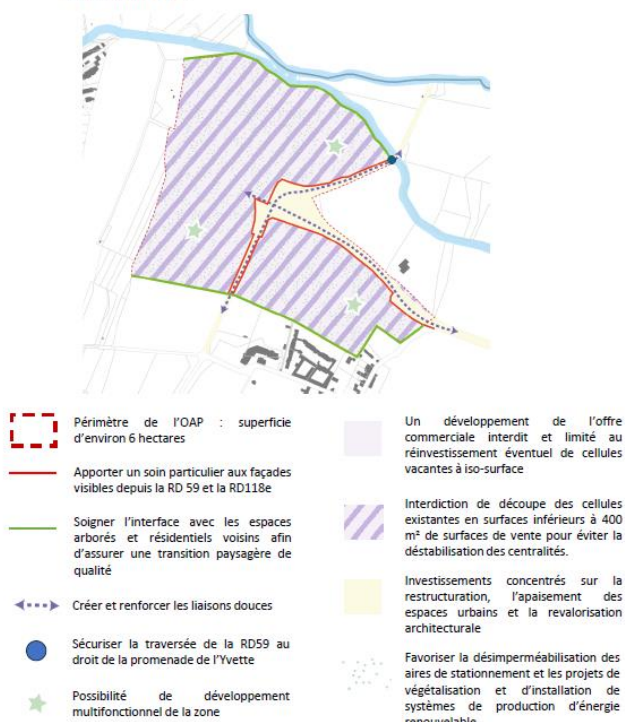 Périmètre de l'OAP : superficie
d'environ 6 hectares
Apporter un soin particulier aux façades
visibles depuis la RD 59 et la RD118e
Soigner l'interface avec les espaces
arborés et résidentiels voisins afin
d'assurer une transition paysagère de
qualité
Créer et renforcer les liaisons douces
Sécuriser la traversée de la RD59 au
droit de la promenade de l'Yvette
Possibilité de développement
multifonctionnel de la zone
Un développement de l'offre
commerciale interdit et limité au
réinvestissement éventuel de cellules
vacantes à iso-surface
Interdiction de découpe des cellules
existantes en surfaces inférieurs à 400
m² de surfaces de vente pour éviter la
déstabilisation des centralités.
Investissements concentrés sur la
restructuration, l'apaisement des
espaces urbains et la revalorisation
architecturale
Favoriser la désimperméabilisation des
aires de stationnement et les projets de
végétalisation et d'installation de
systèmes de production d'énergie
renouvelable